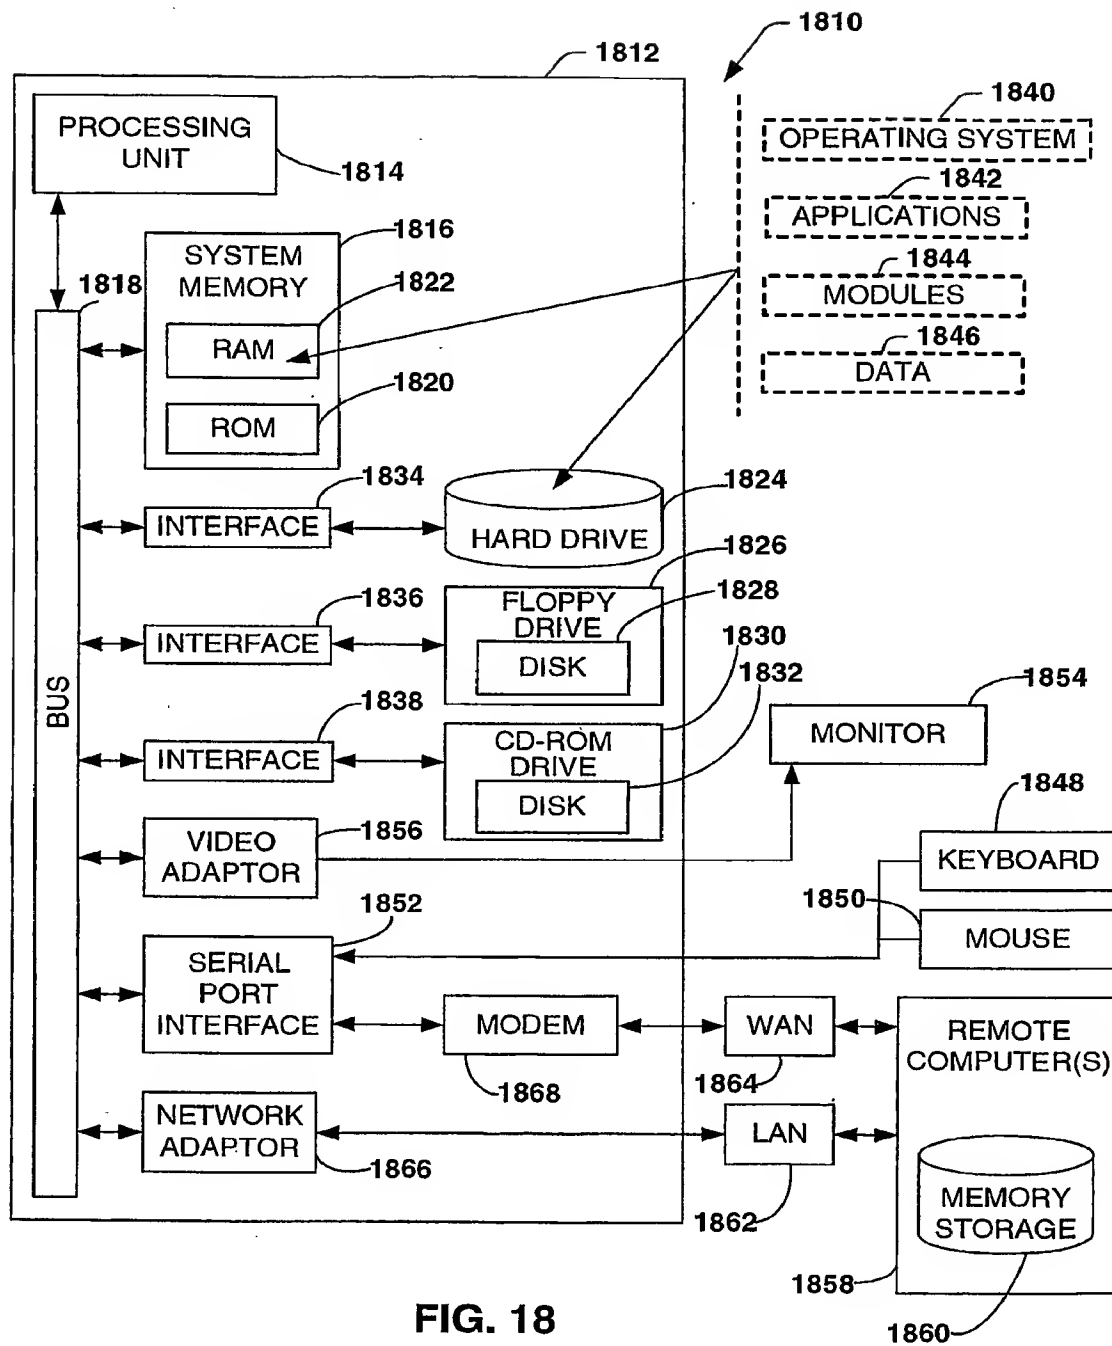 1810
1812
PROCESSING
UNIT
1814
1840
OPERATING SYSTEM
1842
APPLICATIONS
1844
MODULES
1846
DATA
1816
SYSTEM
MEMORY
1818
1822
RAM
1820
ROM
1834
INTERFACE
1824
HARD DRIVE
1826
1836
INTERFACE
FLOPPY
DRIVE
1828
DISK
1830
1832
BUS
1838
INTERFACE
CD-ROM
DRIVE
DISK
1854
MONITOR
1856
VIDEO
ADAPTOR
1848
KEYBOARD
1850
MOUSE
1852
SERIAL
PORT
INTERFACE
MODEM
1868
WAN
1864
REMOTE
COMPUTER(S)
NETWORK
ADAPTOR
1866
LAN
1862
MEMORY
STORAGE
1858
1860
FIG. 18